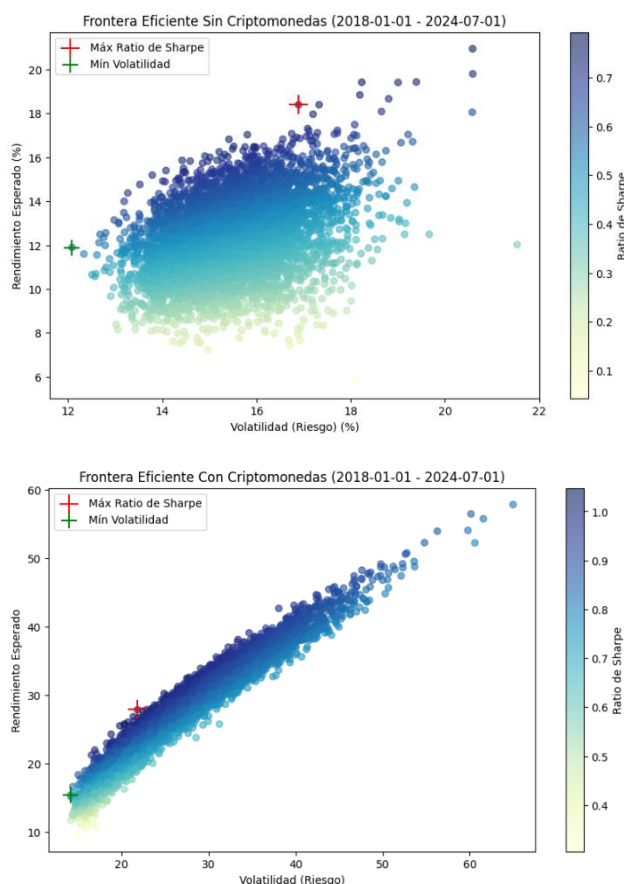 Frontera Eficiente Sin Criptomonedas (2018-01-01 - 2024-07-01)
Máx Ratio de Sharpe
Mín Volatilidad
Rendimiento Esperado (%)
20
18
16
14
12
10
8
6
12 14 16 18 20 22
Volatilidad (Riesgo) (%)
0.7
0.6
0.5
0.4
0.3
0.2
0.1
Ratio de Sharpe
Frontera Eficiente Con Criptomonedas (2018-01-01 - 2024-07-01)
Máx Ratio de Sharpe
Mín Volatilidad
Rendimiento Esperado
60
50
40
30
20
10
20 30 40 50 60
Volatilidad (Riesgo)
1.0
0.9
0.8
0.7
0.6
0.5
0.4
Ratio de Sharpe